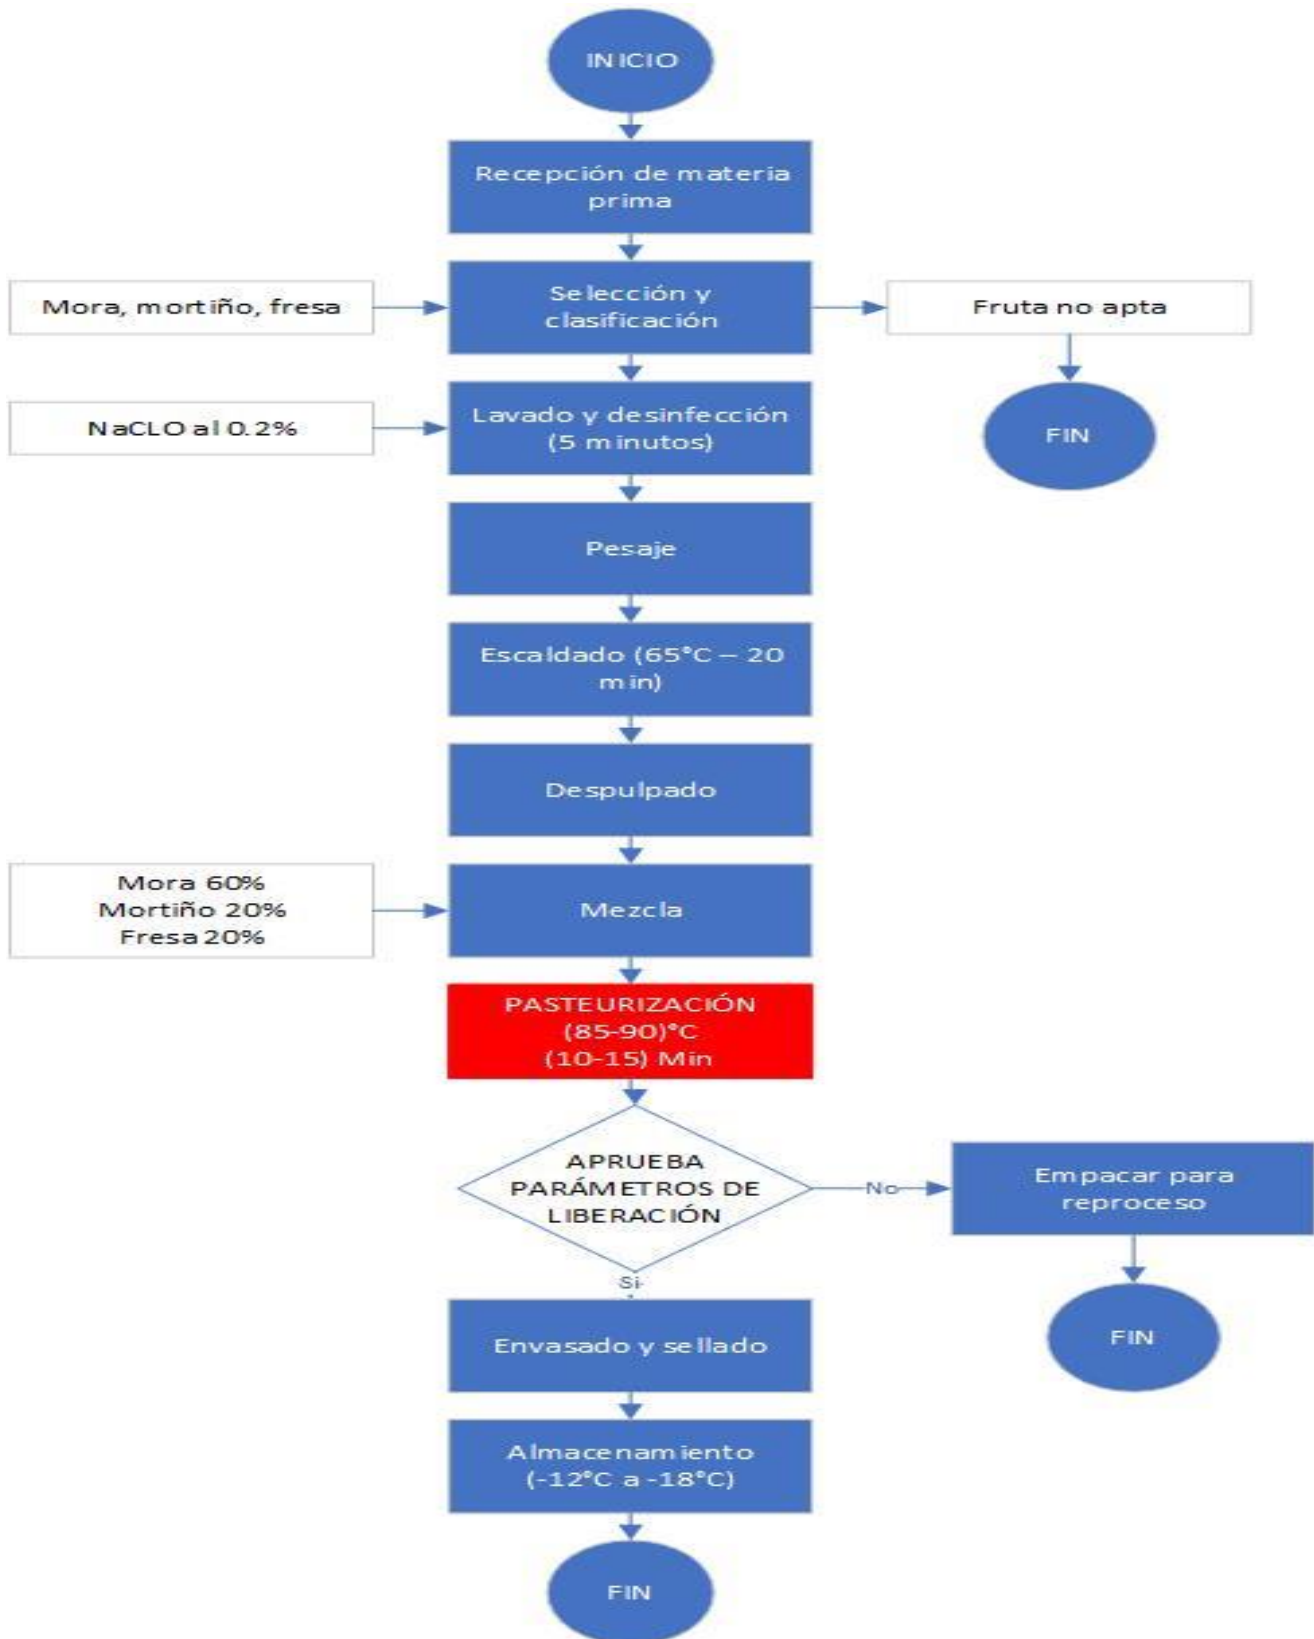 INICIO
Recepción de materia
prima
Mora, mortiño, fresa
Selección y
clasificación
Fruta no apta
NaCLO al 0.2%
Lavado y desinfección
(5 minutos)
FIN
Pesaje
Escaldado (65°C – 20
min)
Despulpado
Mora 60%
Mortiño 20%
Fresa 20%
Mezcla
PASTEURIZACIÓN
(85-90)°C
(10-15) Min
APRUEBA
PARÁMETROS DE
LIBERACIÓN
No
Empacar para
reproceso
Si
Envasado y sellado
FIN
Almacenamiento
(-12°C a -18°C)
FIN